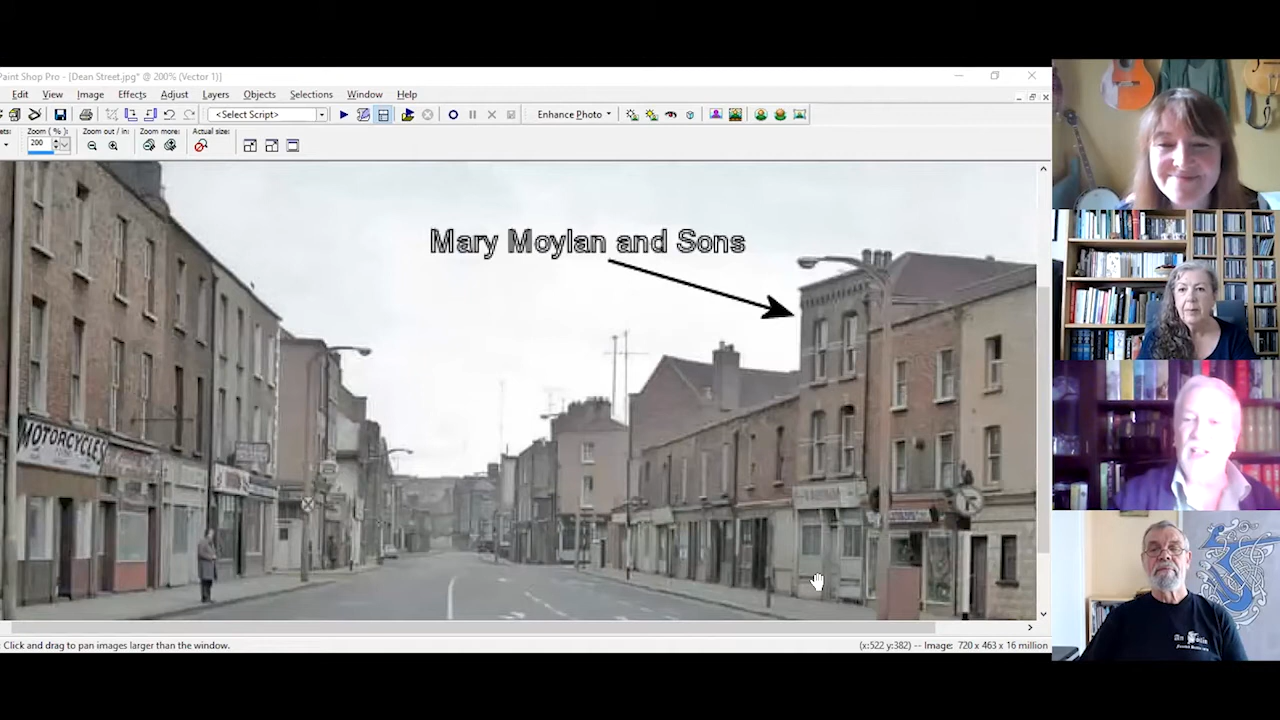 Paint Shop Pro - [Dean Street.jpg* @ 200% (Vector 1)]
Edit View Image Effects Adjust Layers Objects Selections Window Help
<Select Script> Enhance Photo
Zoom (%): Zoom out / in: Zoom more: Actual size:
200
Mary Moylan and Sons
MOTORCYCLES
Click and drag to pan images larger than the window.
(x:522 y:382) -- Image: 720 x 463 x 16 million